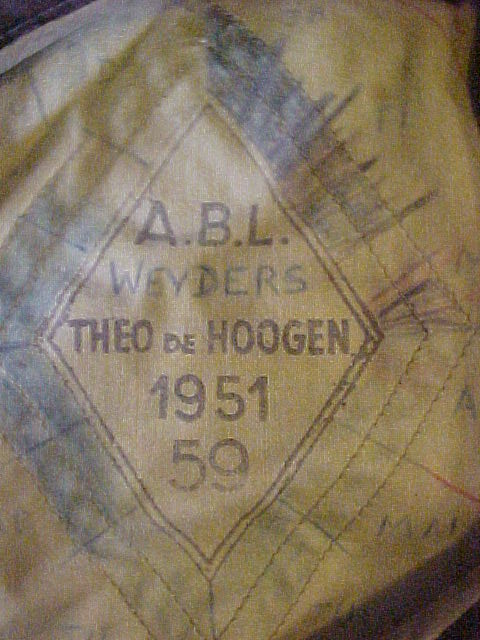 A.B.L.
WEYDERS
THEO DE HOOGEN
1951
59